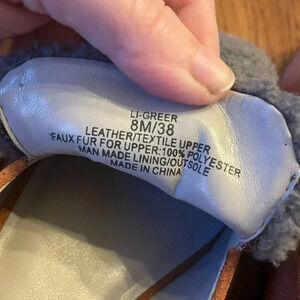 LI-GREER
8M/38
LEATHER/TEXTILE UPPER
*FAUX FUR FOR UPPER:100% POLYESTER
MAN MADE LINING/OUTSOLE
MADE IN CHINA